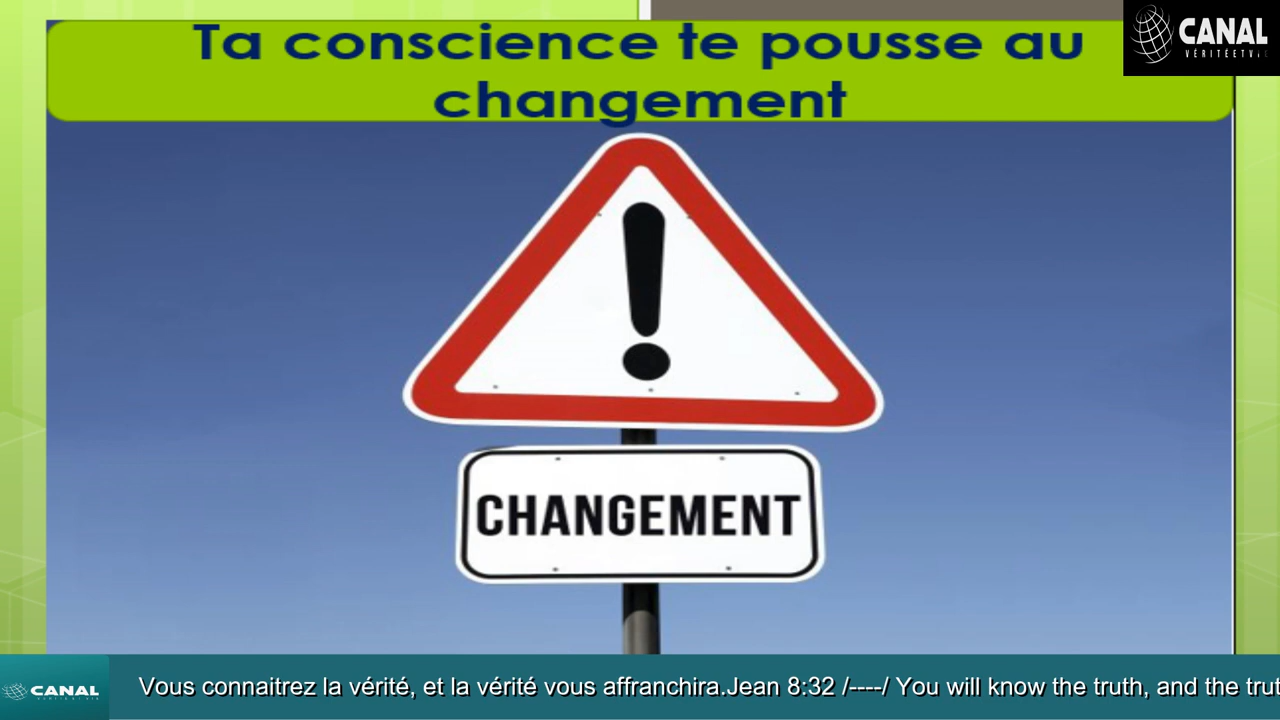 Ta conscience te pousse au
changement
CANAL
VÉRITÉETVIE
CHANGEMENT
CANAL
Vous connaitrez la vérité, et la vérité vous affranchira.Jean 8:32 /----/ You will know the truth, and the trut